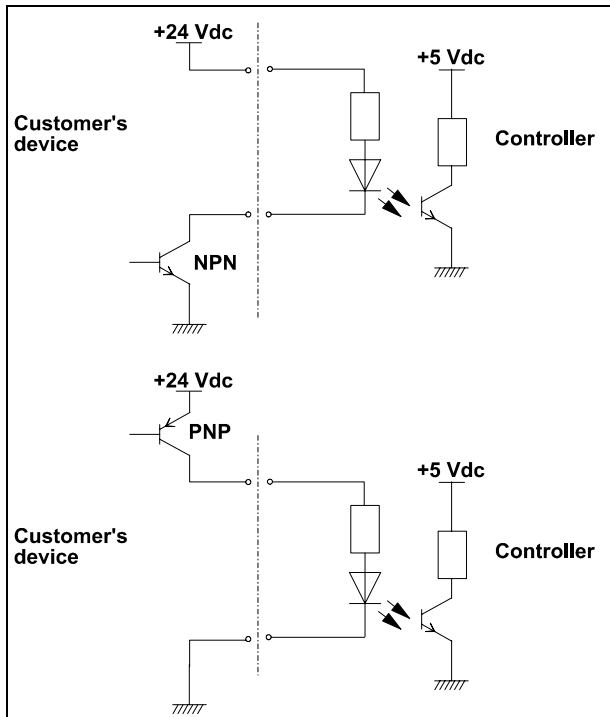 +24 Vdc
+5 Vdc
Customer's
device
Controller
NPN
+24 Vdc
PNP
+5 Vdc
Customer's
device
Controller